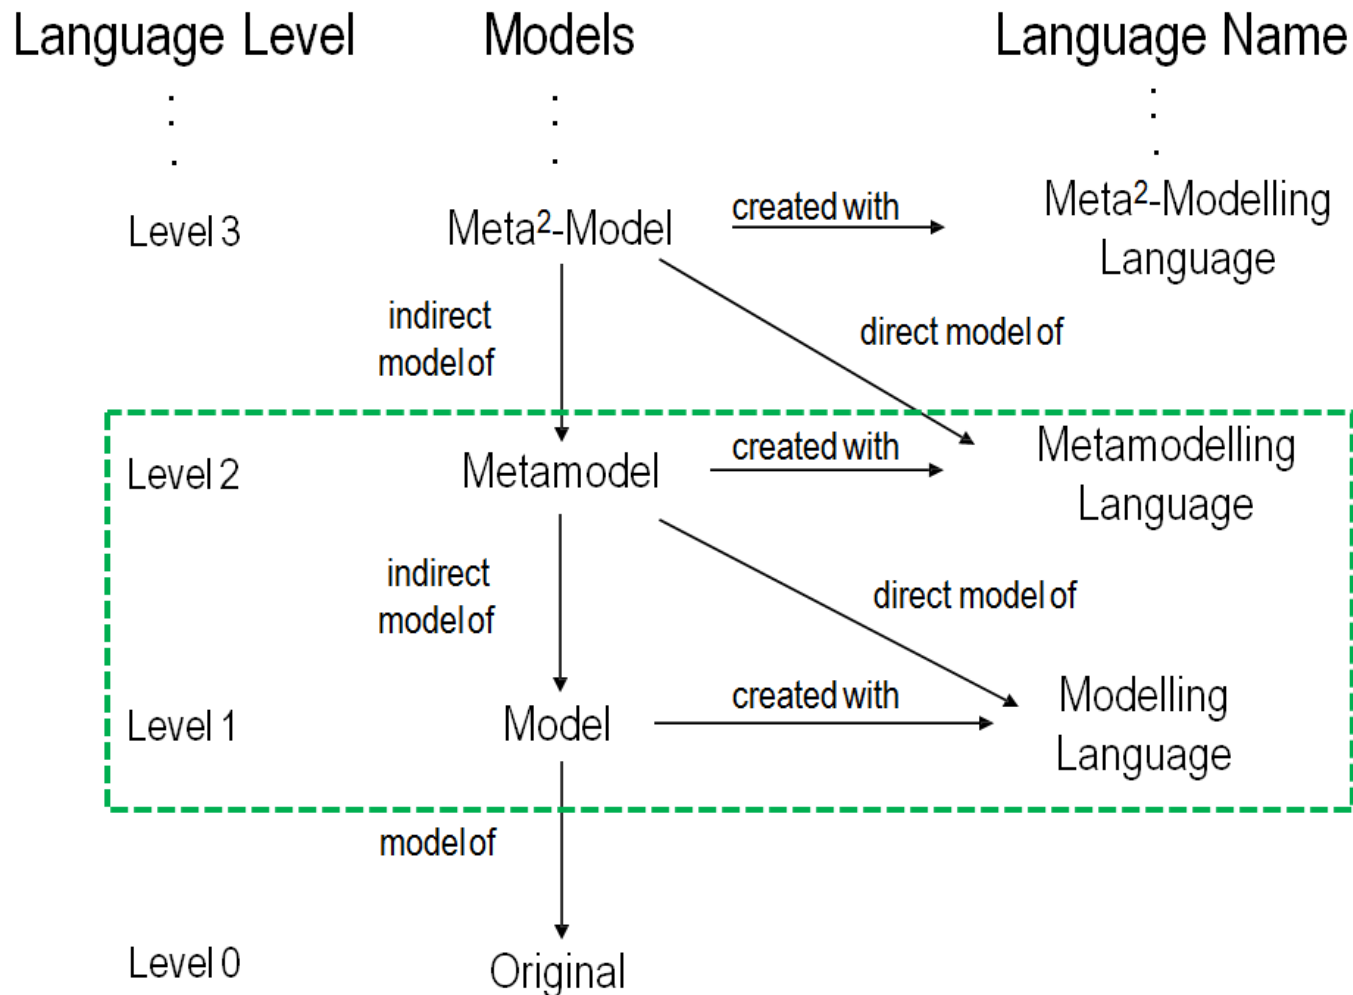 Language Level Models Language Name
Level 3 Meta²-Model created with Meta²-Modelling
Language
indirect
model of
direct model of
Level 2 Metamodel created with Metamodelling
Language
indirect
model of
direct model of
Level 1 Model created with Modelling
Language
model of
Level 0 Original